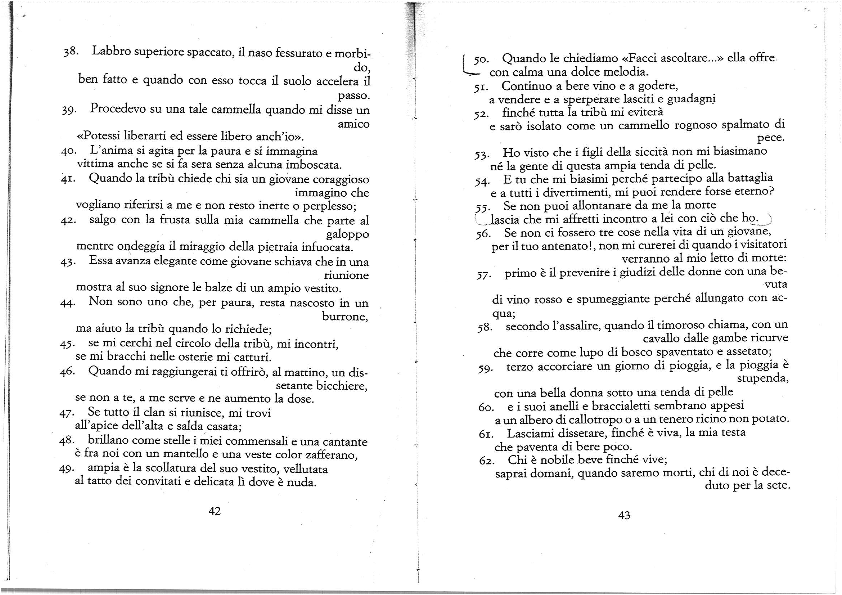 38. Labbro superiore spaccato, il naso fessurato e morbi-
do,
ben fatto e quando con esso tocca il suolo accelera il
passo.
39. Procedevo su una tale cammella quando mi disse un
amico
«Potessi liberarti ed essere libero anch'io».
40. L'anima si agita per la paura e si immagina
vittima anche se si fa sera senza alcuna imboscata.
41. Quando la tribù chiede chi sia un giovane coraggioso
immagino che
vogliano riferirsi a me e non resto inerte o perplesso;
42. salgo con la frusta sulla mia cammella che parte al
galoppo
mentre ondeggia il miraggio della pietraia infuocata.
43. Essa avanza elegante come giovane schiava che in una
riunione
mostra al suo signore le balze di un ampio vestito.
44. Non sono uno che, per paura, resta nascosto in un
burrone,
ma aiuto la tribù quando lo richiede;
45. se mi cerchi nel circolo della tribù, mi incontri,
se mi bracchi nelle osterie mi catturi.
46. Quando mi raggiungerai ti offrirò, al mattino, un dis-
setante bicchiere,
se non a te, a me serve e ne aumento la dose.
47. Se tutto il clan si riunisce, mi trovi
all'apice dell'alta e salda casata;
48. brillano come stelle i miei commensali e una cantante
è fra noi con un mantello e una veste color zafferano,
49. ampia è la scollatura del suo vestito, vellutata
al tatto dei convitati e delicata lì dove è nuda.
42
50. Quando le chiediamo «Facci ascoltare...» ella offre
con calma una dolce melodia.
51. Continuo a bere vino e a godere,
a vendere e a sperperare lasciti e guadagni
52. finché tutta la tribù mi eviterà
e sarò isolato come un cammello rognoso spalmato di
pece.
53. Ho visto che i figli della siccità non mi biasimano
né la gente di questa ampia tenda di pelle.
54. E tu che mi biasimi perché partecipo alla battaglia
e a tutti i divertimenti, mi puoi rendere forse eterno?
55. Se non puoi allontanare da me la morte
lascia che mi affretti incontro a lei con ciò che ho.
56. Se non ci fossero tre cose nella vita di un giovane,
per il tuo antenato!, non mi curerei di quando i visitatori
verranno al mio letto di morte:
57. primo è il prevenire i giudizi delle donne con una be-
vuta
di vino rosso e spumeggiante perché allungato con ac-
qua;
58. secondo l'assalire, quando il timoroso chiama, con un
cavallo dalle gambe ricurve
che corre come lupo di bosco spaventato e assetato;
59. terzo accorciare un giorno di pioggia, e la pioggia è
stupenda,
con una bella donna sotto una tenda di pelle
60. e i suoi anelli e braccialetti sembrano appesi
a un albero di callotropo o a un tenero ricino non potato.
61. Lasciami dissetare, finché è viva, la mia testa
che paventa di bere poco.
62. Chi è nobile beve finché vive;
saprai domani, quando saremo morti, chi di noi è dece-
duto per la sete.
43